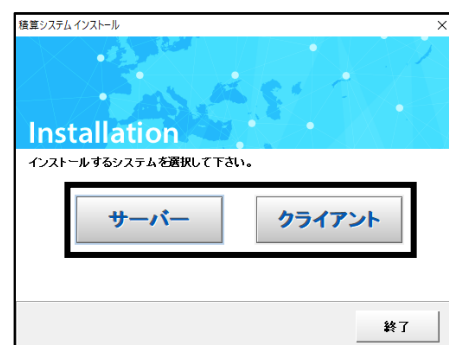 積算システム インストール
Installation
インストールするシステムを選択して下さい。
サーバー
クライアント
終了